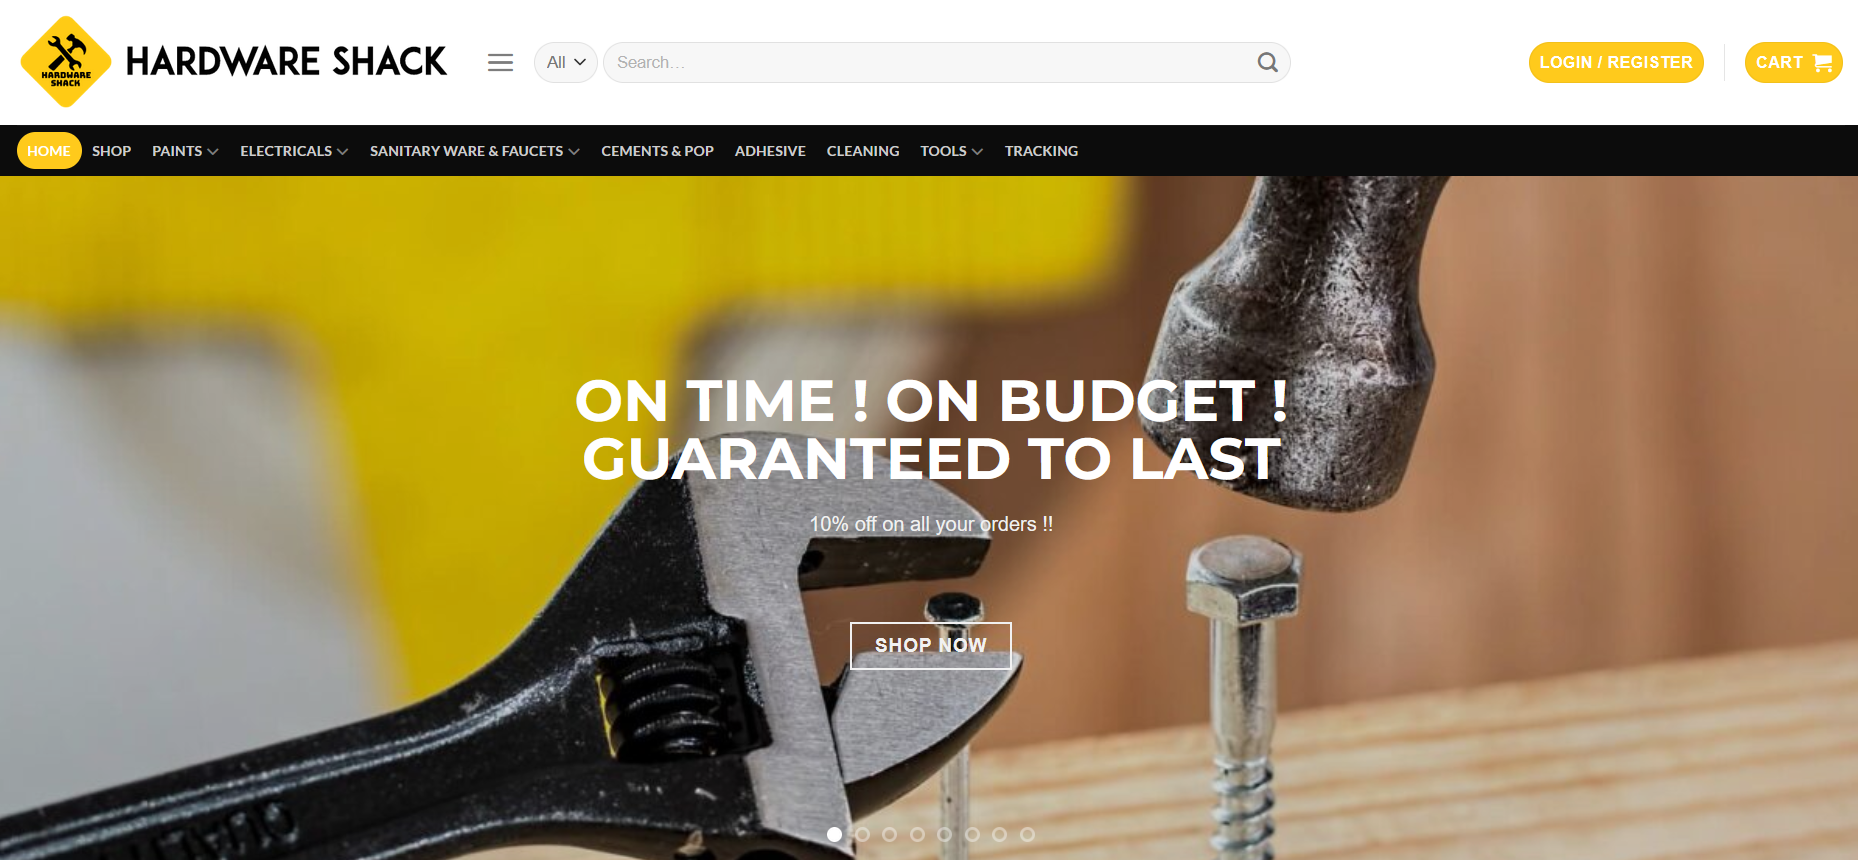 HARDWARE
SHACK
HARDWARE SHACK
All
Search...
LOGIN / REGISTER
CART
HOME
SHOP
PAINTS
ELECTRICALS
SANITARY WARE & FAUCETS
CEMENTS & POP
ADHESIVE
CLEANING
TOOLS
TRACKING
ON TIME ! ON BUDGET !
GUARANTEED TO LAST
10% off on all your orders !!
SHOP NOW